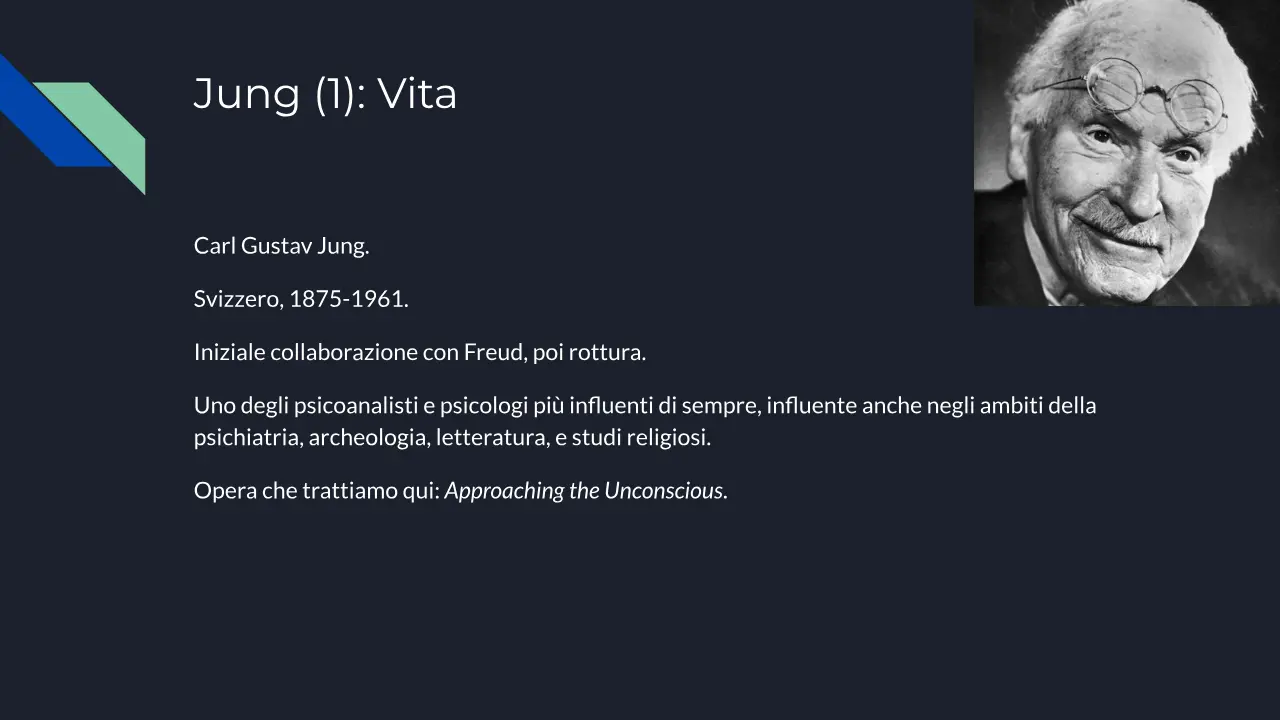 Jung (1): Vita
Carl Gustav Jung.
Svizzero, 1875-1961.
Iniziale collaborazione con Freud, poi rottura.
Uno degli psicoanalisti e psicologi più influenti di sempre, influente anche negli ambiti della
psichiatria, archeologia, letteratura, e studi religiosi.
Opera che trattiamo qui: Approaching the Unconscious.